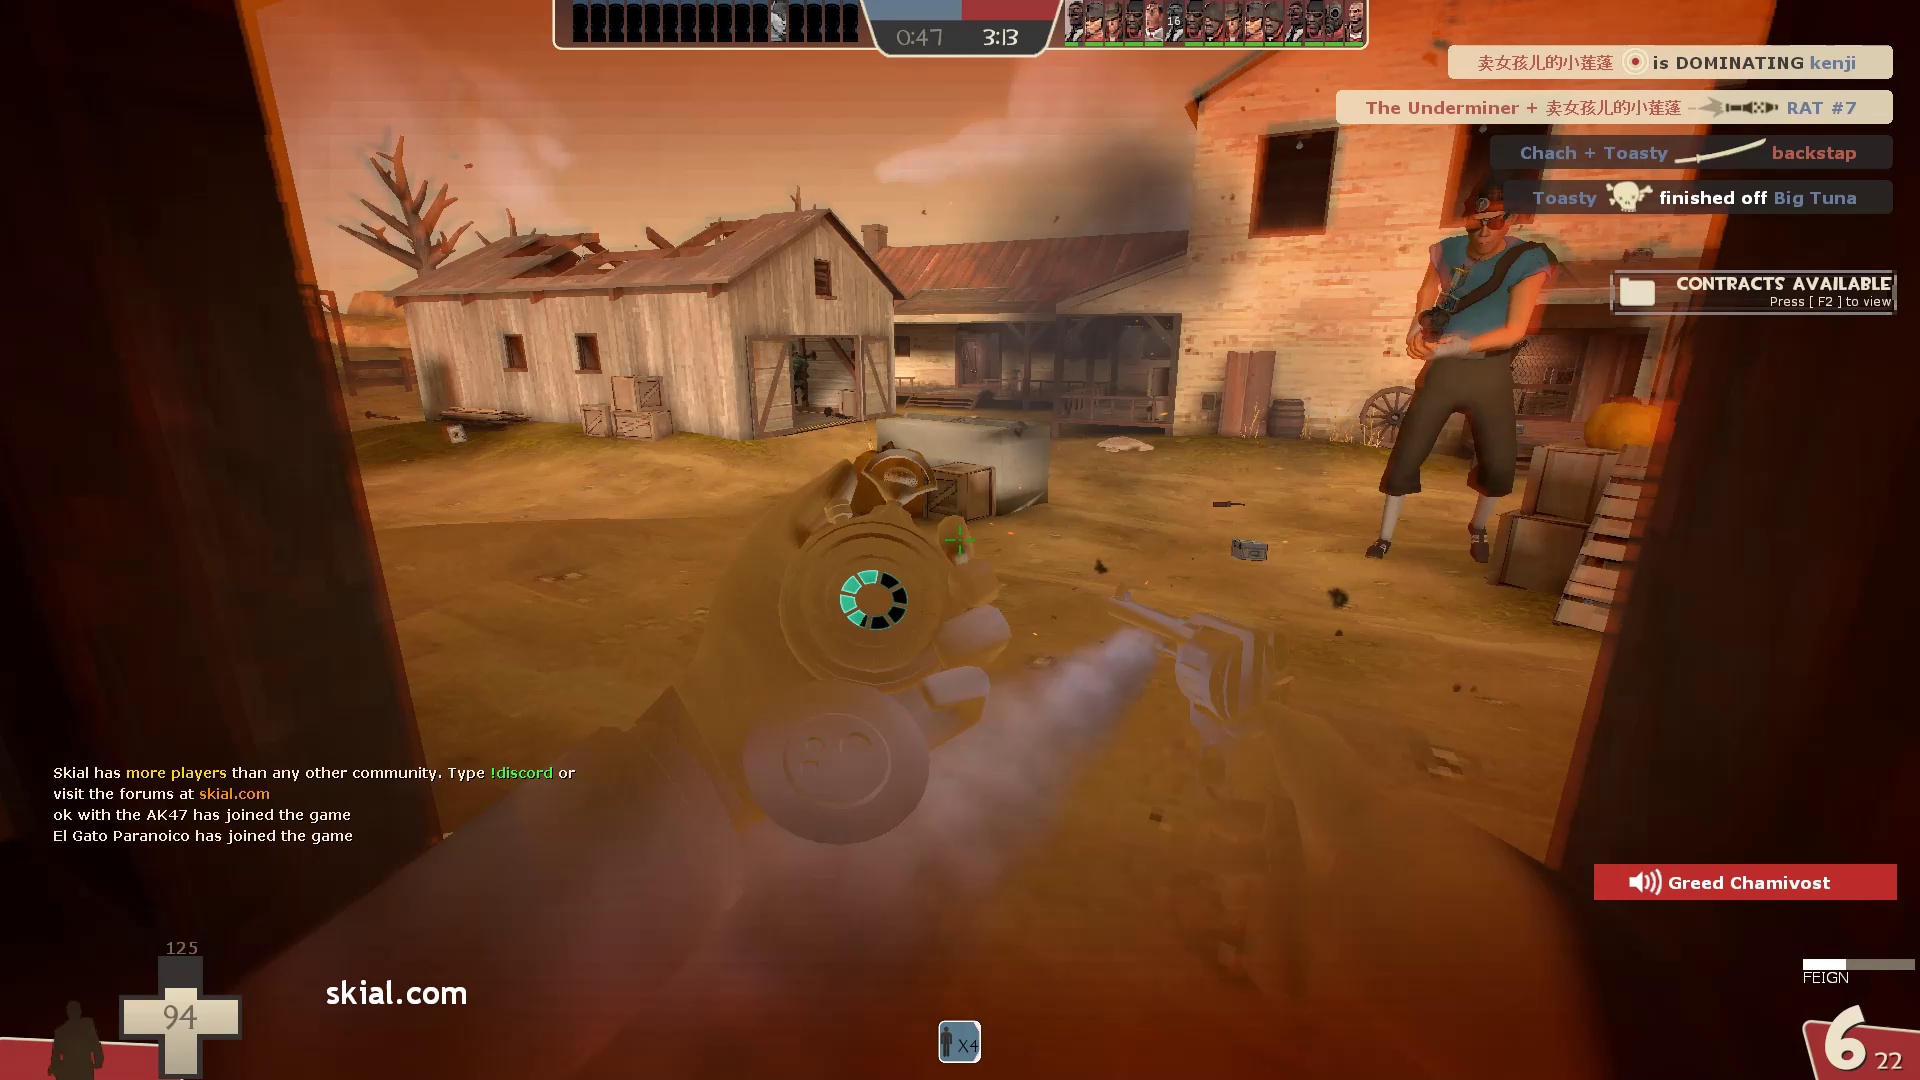 0:47 3:13
16
卖女孩儿的小莲蓬 is DOMINATING kenji
The Underminer + 卖女孩儿的小莲蓬 RAT #7
Chach + Toasty backstap
Toasty finished off Big Tuna
CONTRACTS AVAILABLE
Press [ F2 ] to view
Skial has more players than any other community. Type !discord or
visit the forums at skial.com
ok with the AK47 has joined the game
El Gato Paranoico has joined the game
Greed Chamivost
125
94
skial.com
X4
FEIGN
6 22